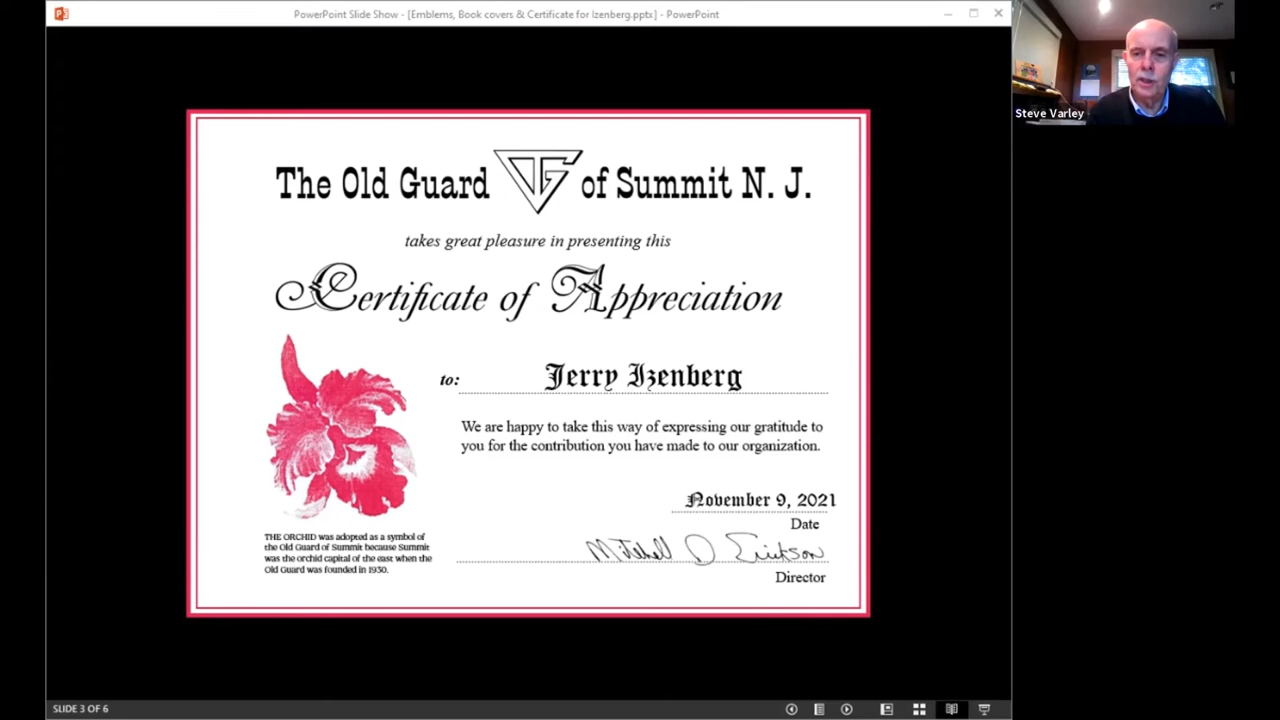 PowerPoint Slide Show - [Emblems, Book covers & Certificate for Izenberg.pptx] - PowerPoint
Steve Varley
The Old Guard OG of Summit N. J.
takes great pleasure in presenting this
Certificate of Appreciation
to: Jerry Izenberg
We are happy to take this way of expressing our gratitude to
you for the contribution you have made to our organization.
November 9, 2021
Date
Mitchell D Erickson
Director
THE ORCHID was adopted as a symbol of
the Old Guard of Summit because Summit
was the orchid capital of the east when the
Old Guard was founded in 1930.
SLIDE 3 OF 6